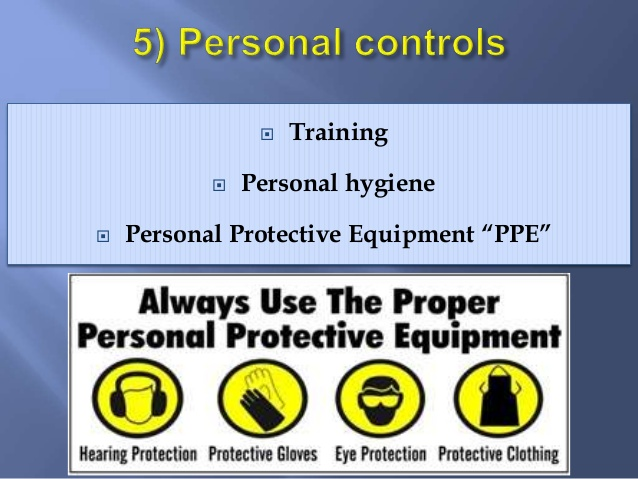 5) Personal controls
Training
Personal hygiene
Personal Protective Equipment “PPE”
Always Use The Proper
Personal Protective Equipment
Hearing Protection Protective Gloves Eye Protection Protective Clothing